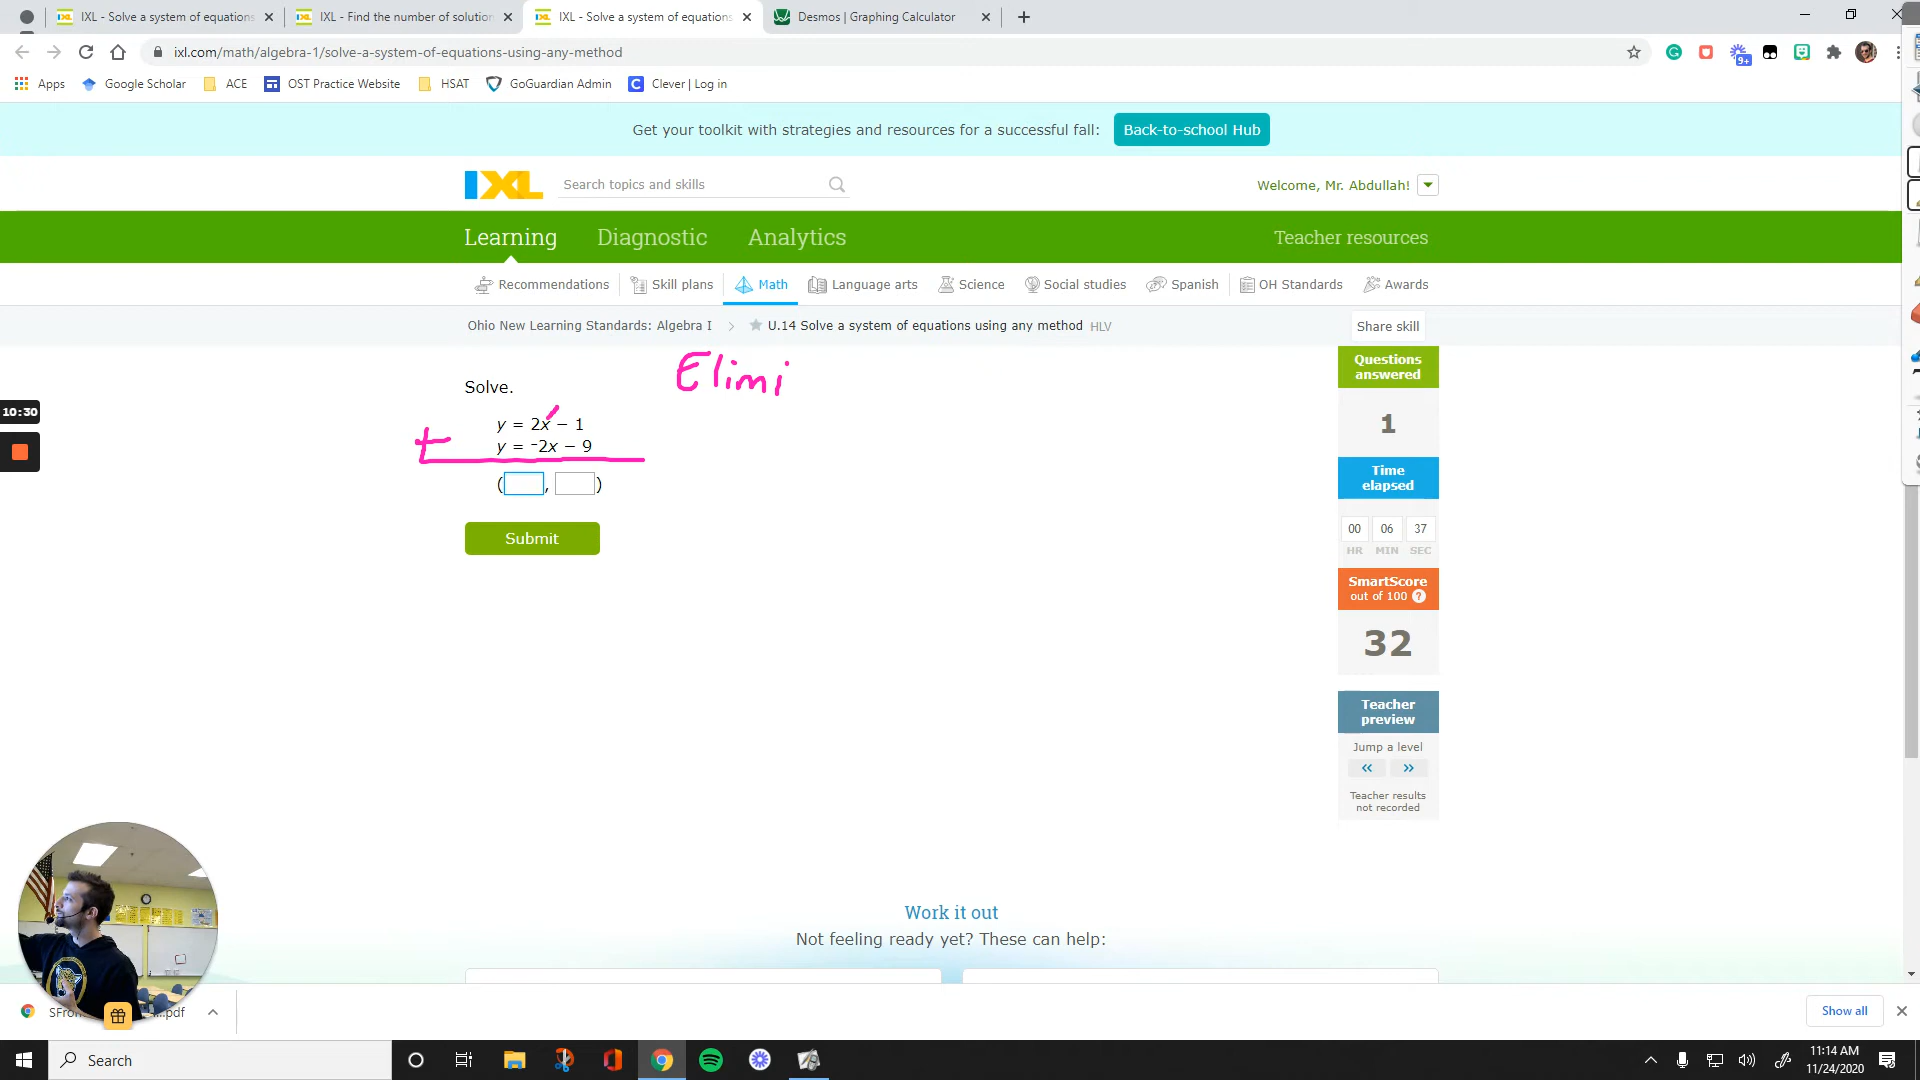 IXL - Solve a system of equations
IXL - Find the number of solution
IXL - Solve a system of equations
Desmos | Graphing Calculator
ixl.com/math/algebra-1/solve-a-system-of-equations-using-any-method
9+
Apps
Google Scholar
ACE
OST Practice Website
HSAT
GoGuardian Admin
Clever | Log in
Get your toolkit with strategies and resources for a successful fall:
Back-to-school Hub
IXL
Search topics and skills
Welcome, Mr. Abdullah!
Learning
Diagnostic
Analytics
Teacher resources
Recommendations
Skill plans
Math
Language arts
Science
Social studies
Spanish
OH Standards
Awards
Ohio New Learning Standards: Algebra I
U.14 Solve a system of equations using any method HLV
Share skill
Elimi
Solve.
y = 2x − 1
+
y = ⁻2x − 9
( , )
Submit
10:30
Questions
answered
1
Time
elapsed
00 06 37
HR MIN SEC
SmartScore
out of 100 ?
32
Teacher
preview
Jump a level
Teacher results
not recorded
Work it out
Not feeling ready yet? These can help:
SFron
...pdf
Show all
Search
11:14 AM
11/24/2020